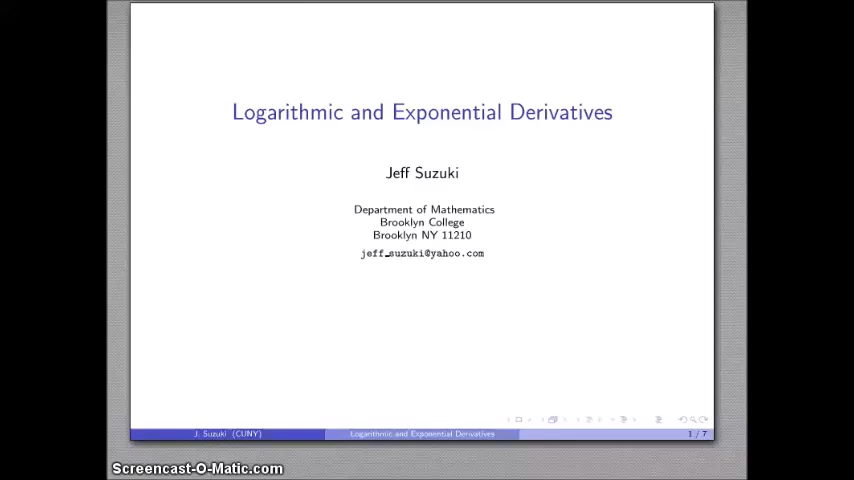 Logarithmic and Exponential Derivatives
Jeff Suzuki
Department of Mathematics
Brooklyn College
Brooklyn NY 11210
jeff_suzuki@yahoo.com
J. Suzuki (CUNY)
Logarithmic and Exponential Derivatives
1 / 7
Screencast-O-Matic.com